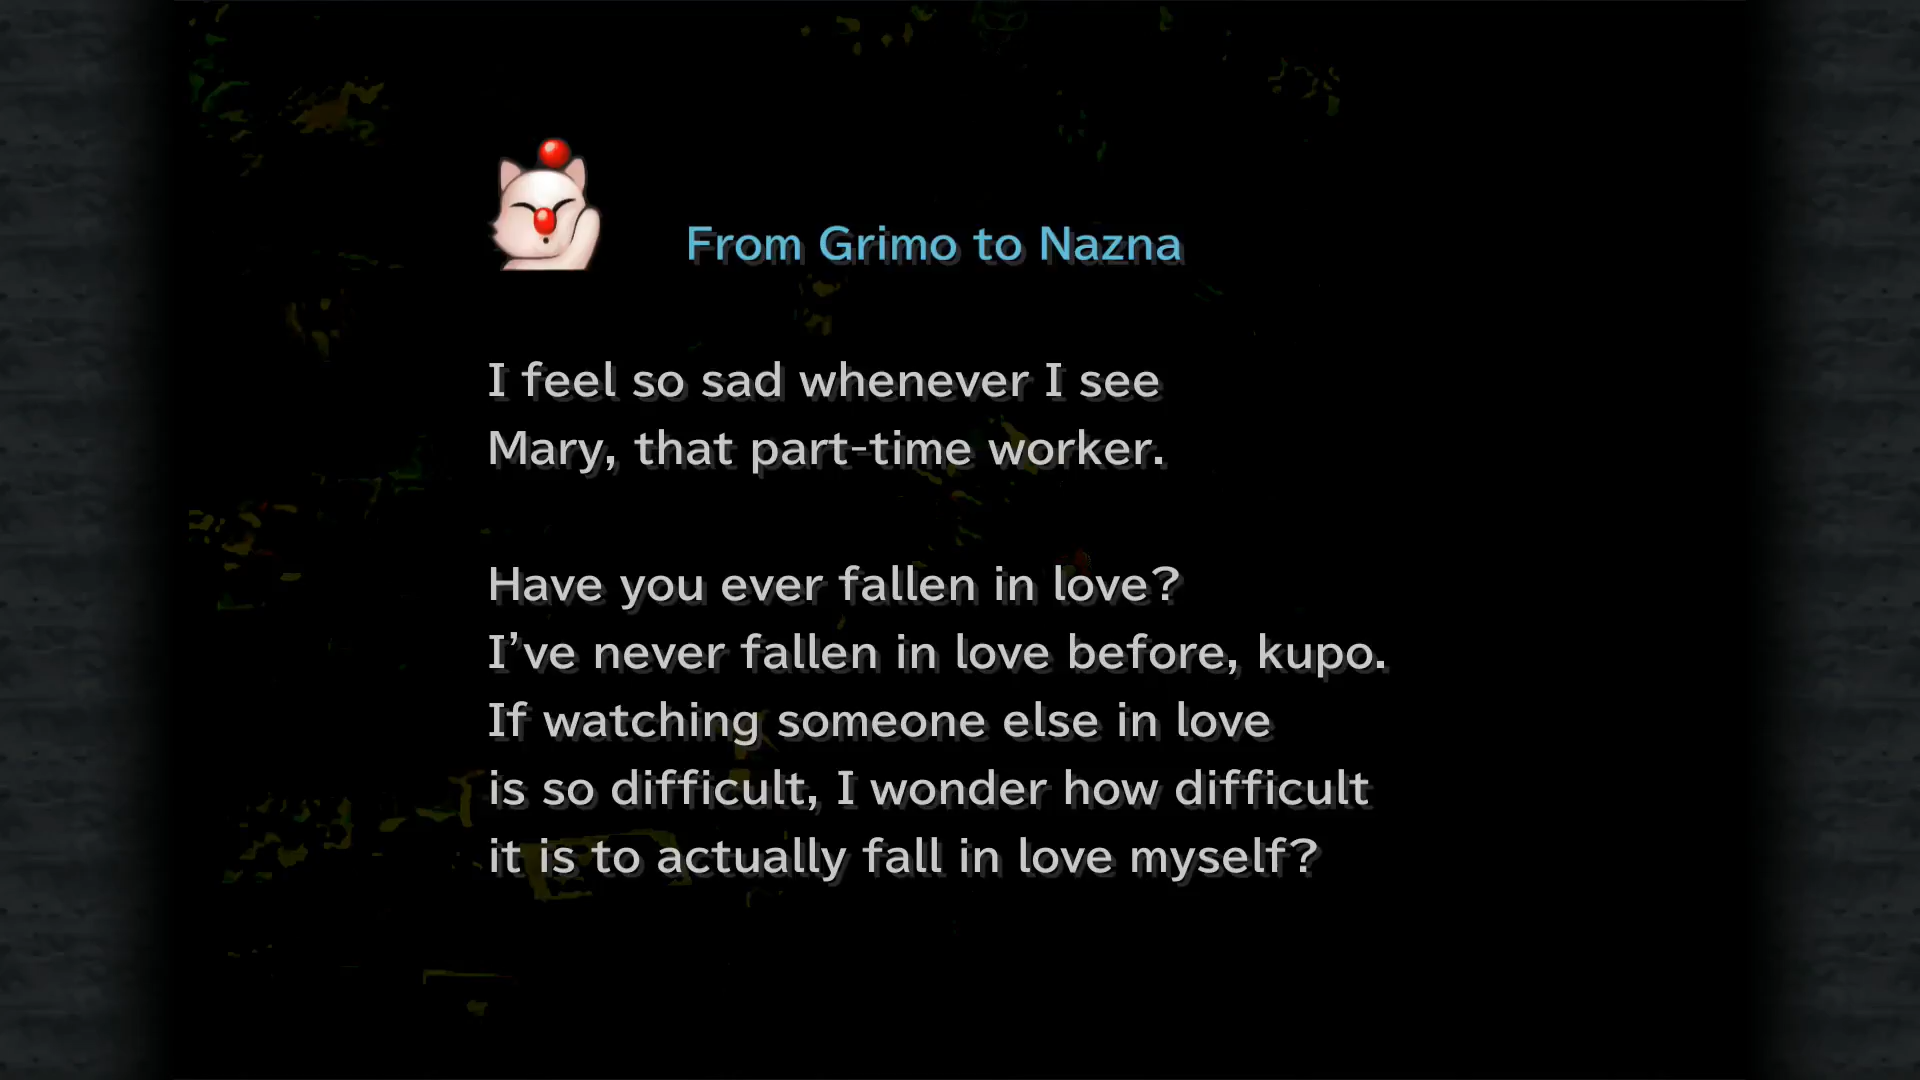 From Grimo to Nazna
I feel so sad whenever I see
Mary, that part-time worker.
Have you ever fallen in love?
I've never fallen in love before, kupo.
If watching someone else in love
is so difficult, I wonder how difficult
it is to actually fall in love myself?